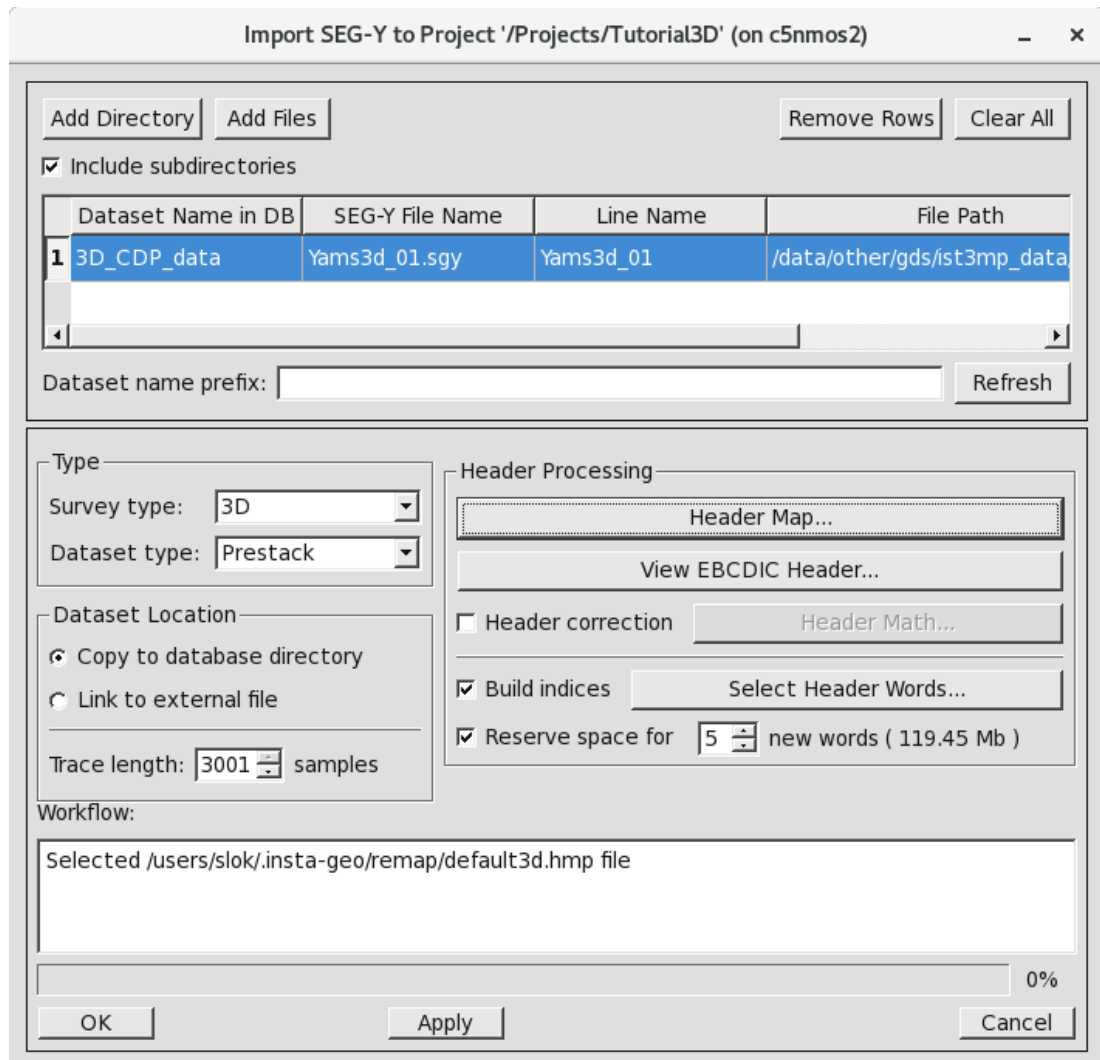 Import SEG-Y to Project '/Projects/Tutorial3D' (on c5nmos2)
Add Directory Add Files Remove Rows Clear All
Include subdirectories
Dataset Name in DB SEG-Y File Name Line Name File Path
1 3D_CDP_data Yams3d_01.sgy Yams3d_01 /data/other/gds/ist3mp_data/
Dataset name prefix: Refresh
Type
Survey type: 3D
Dataset type: Prestack
Dataset Location
Copy to database directory
Link to external file
Trace length: 3001 samples
Header Processing
Header Map...
View EBCDIC Header...
Header correction Header Math...
Build indices Select Header Words...
Reserve space for 5 new words ( 119.45 Mb )
Workflow:
Selected /users/slok/.insta-geo/remap/default3d.hmp file
0%
OK Apply Cancel